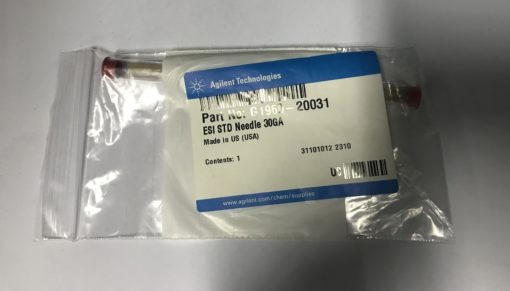 Agilent Technologies
Part No: G1960-20031
ESI STD Needle 30GA
Made in US (USA)
Contents: 1
31101012 2310
US
www.agilent.com/chem/supplies